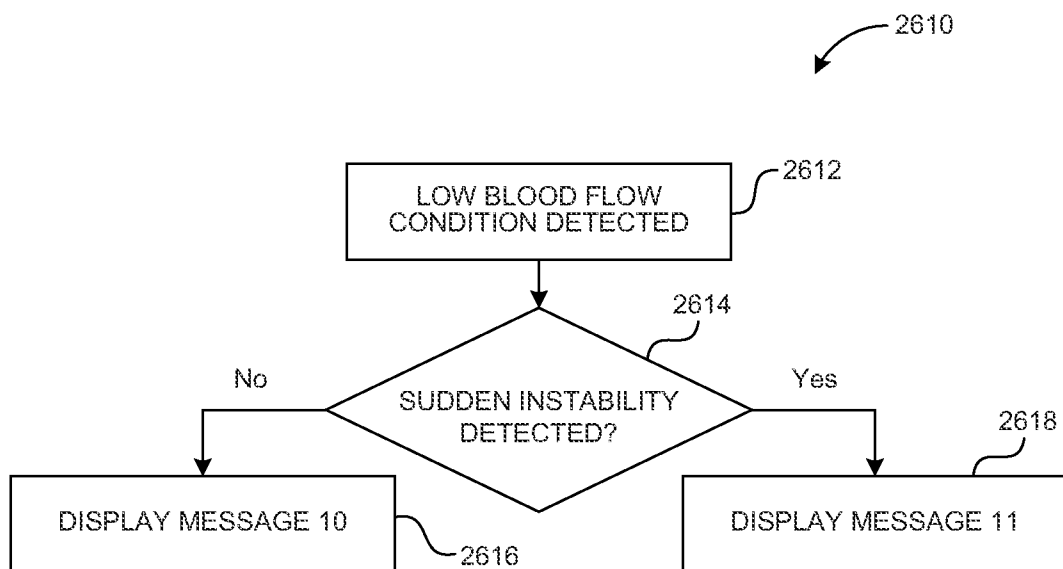 2610
LOW BLOOD FLOW
CONDITION DETECTED
2612
2614
No
Yes
SUDDEN INSTABILITY
DETECTED?
2618
DISPLAY MESSAGE 10
DISPLAY MESSAGE 11
2616